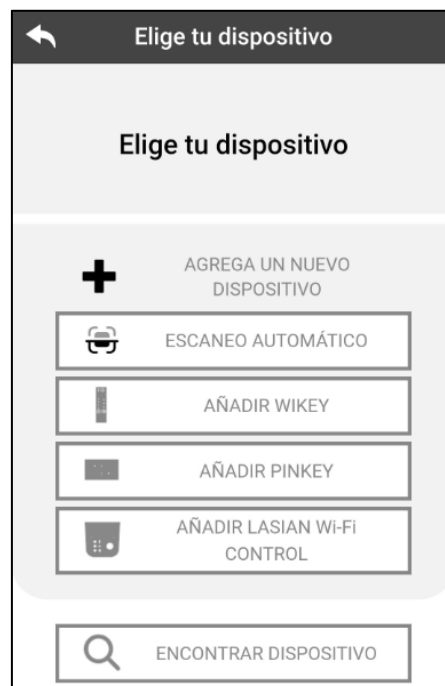 Elige tu dispositivo
Elige tu dispositivo
AGREGA UN NUEVO
DISPOSITIVO
ESCANEO AUTOMÁTICO
AÑADIR WIKEY
AÑADIR PINKEY
AÑADIR LASIAN Wi-Fi
CONTROL
ENCONTRAR DISPOSITIVO